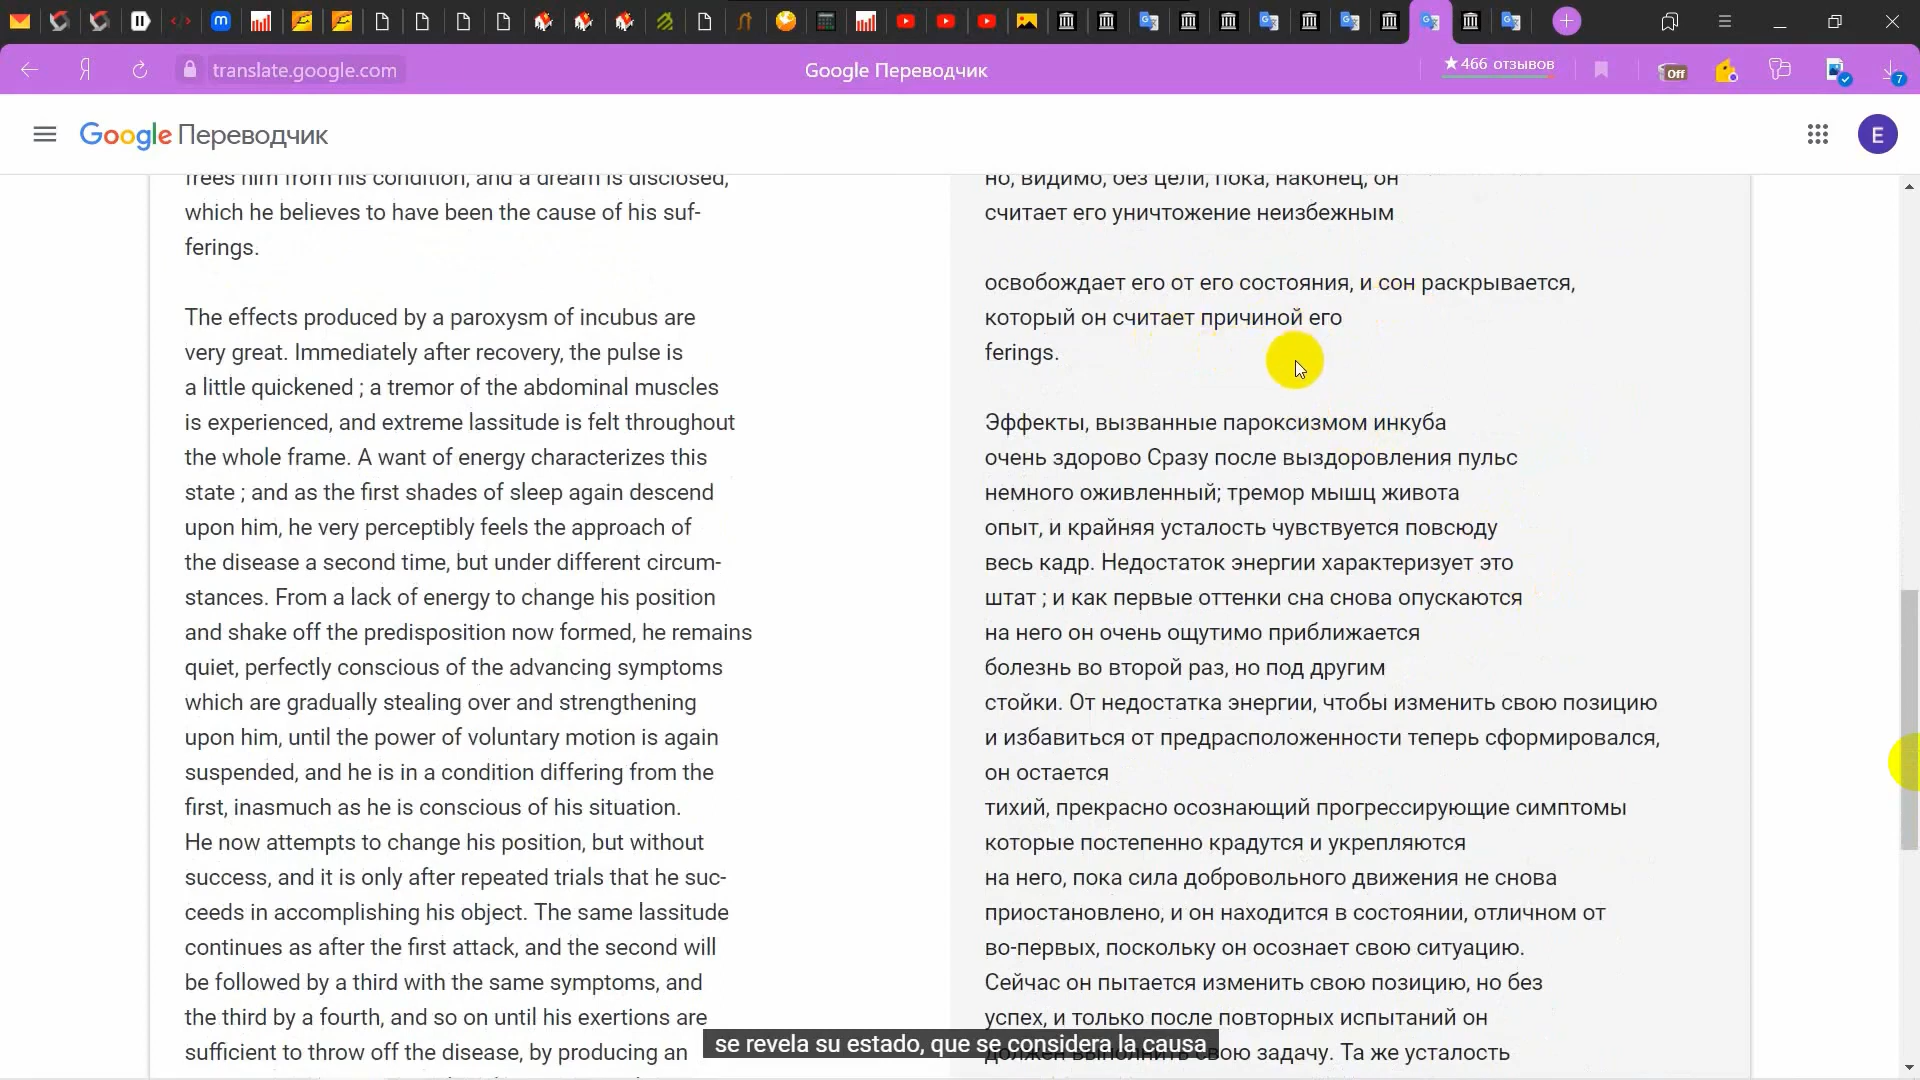 translate.google.com
Google Переводчик
★466 отзывов
Off
7
Google Переводчик
E
frees him from his condition, and a dream is disclosed,
which he believes to have been the cause of his suf-
ferings.
The effects produced by a paroxysm of incubus are
very great. Immediately after recovery, the pulse is
a little quickened ; a tremor of the abdominal muscles
is experienced, and extreme lassitude is felt throughout
the whole frame. A want of energy characterizes this
state ; and as the first shades of sleep again descend
upon him, he very perceptibly feels the approach of
the disease a second time, but under different circum-
stances. From a lack of energy to change his position
and shake off the predisposition now formed, he remains
quiet, perfectly conscious of the advancing symptoms
which are gradually stealing over and strengthening
upon him, until the power of voluntary motion is again
suspended, and he is in a condition differing from the
first, inasmuch as he is conscious of his situation.
He now attempts to change his position, but without
success, and it is only after repeated trials that he suc-
ceeds in accomplishing his object. The same lassitude
continues as after the first attack, and the second will
be followed by a third with the same symptoms, and
the third by a fourth, and so on until his exertions are
sufficient to throw off the disease, by producing an
но, видимо, без цели, пока, наконец, он
считает его уничтожение неизбежным
освобождает его от его состояния, и сон раскрывается,
который он считает причиной его
ferings.
Эффекты, вызванные пароксизмом инкуба
очень здорово Сразу после выздоровления пульс
немного оживленный; тремор мышц живота
опыт, и крайняя усталость чувствуется повсюду
весь кадр. Недостаток энергии характеризует это
штат ; и как первые оттенки сна снова опускаются
на него он очень ощутимо приближается
болезнь во второй раз, но под другим
стойки. От недостатка энергии, чтобы изменить свою позицию
и избавиться от предрасположенности теперь сформировался,
он остается
тихий, прекрасно осознающий прогрессирующие симптомы
которые постепенно крадутся и укрепляются
на него, пока сила добровольного движения не снова
приостановлено, и он находится в состоянии, отличном от
во-первых, поскольку он осознает свою ситуацию.
Сейчас он пытается изменить свою позицию, но без
успех, и только после повторных испытаний он
должен выполнить свою задачу. Та же усталость
se revela su estado, que se considera la causa